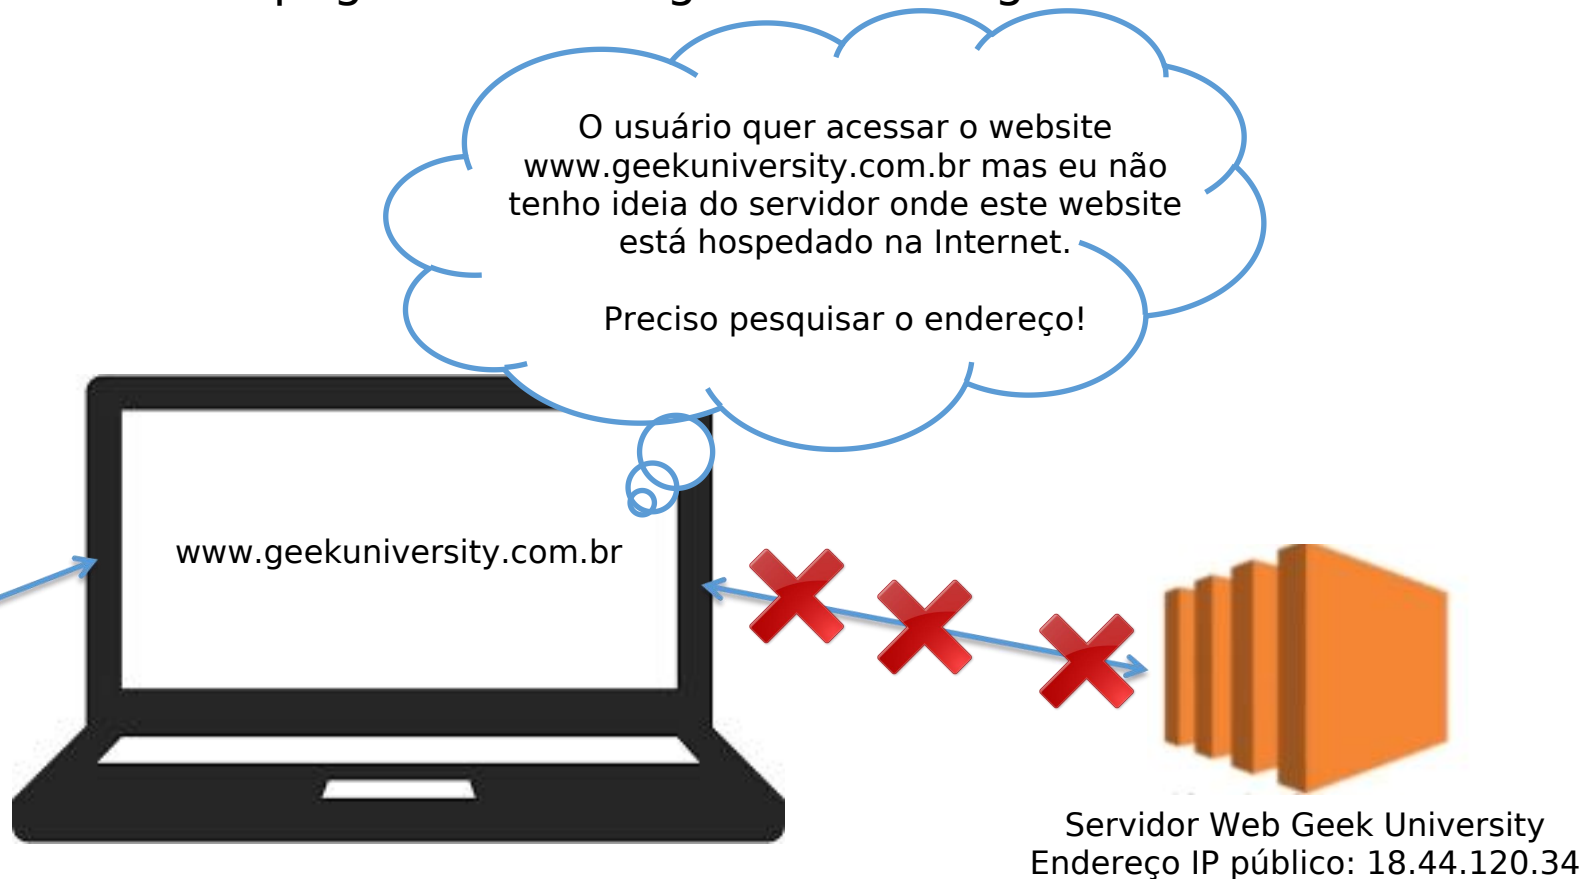 O usuário quer acessar o website
www.geekuniversity.com.br mas eu não
tenho ideia do servidor onde este website
está hospedado na Internet.
Preciso pesquisar o endereço!
www.geekuniversity.com.br
Servidor Web Geek University
Endereço IP público: 18.44.120.34